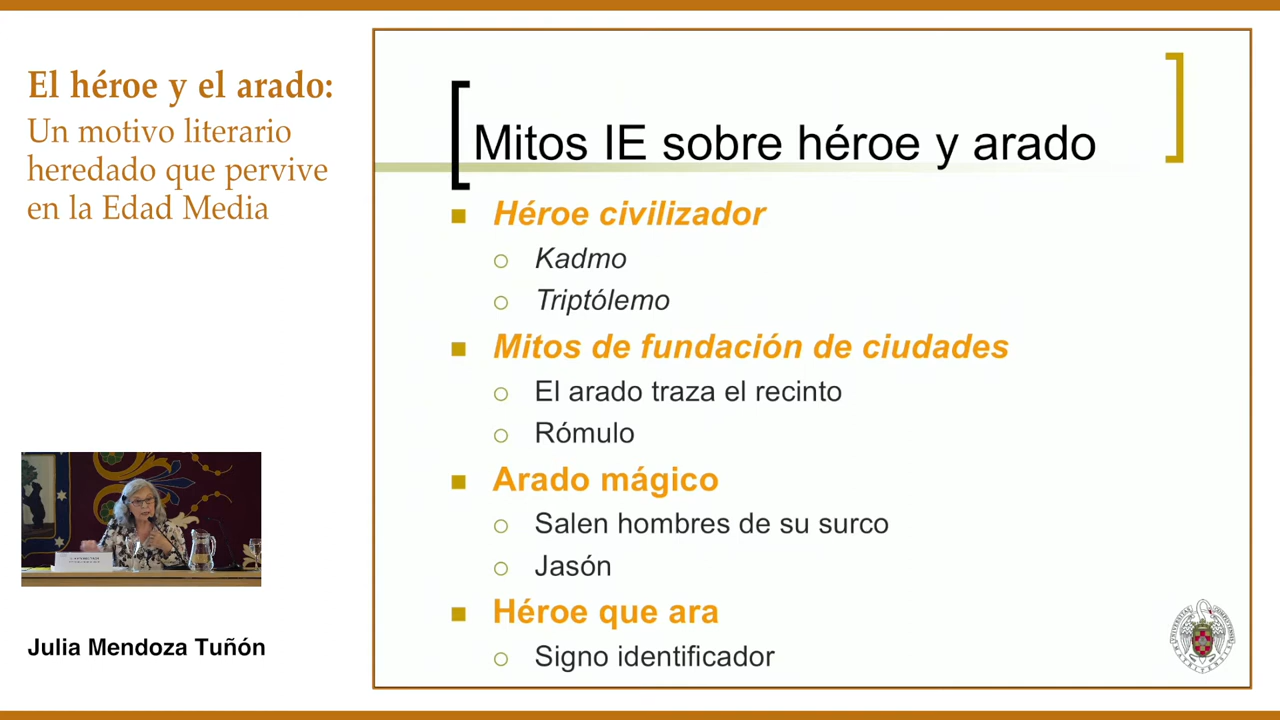 El héroe y el arado:
Un motivo literario
heredado que pervive
en la Edad Media
Mitos IE sobre héroe y arado
Héroe civilizador
Kadmo
Triptólemo
Mitos de fundación de ciudades
El arado traza el recinto
Rómulo
Arado mágico
Salen hombres de su surco
Jasón
Héroe que ara
Signo identificador
Julia Mendoza Tuñón